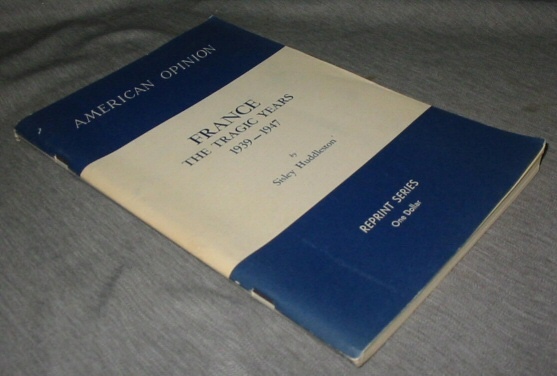 AMERICAN OPINION
FRANCE
THE TRAGIC YEARS
1939-1947
by
Sisley Huddleston
REPRINT SERIES
One Dollar